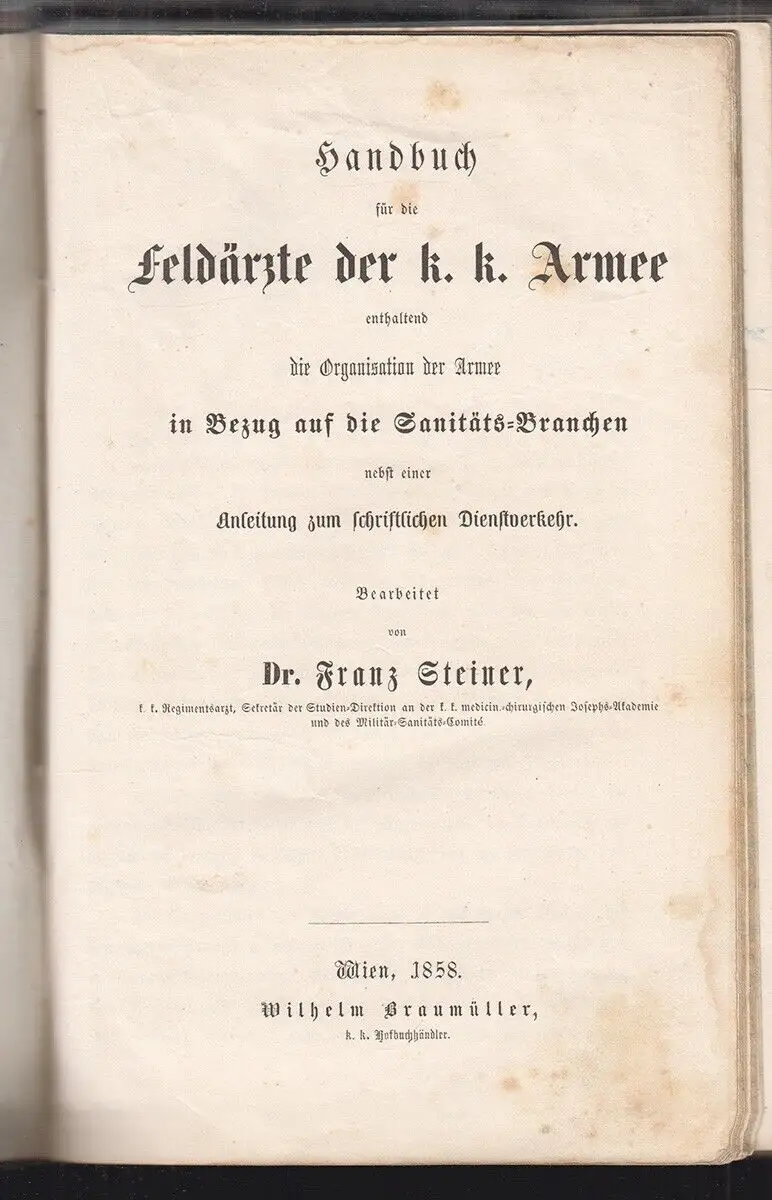 Handbuch
für die
Feldärzte der k. k. Armee
enthaltend
die Organisation der Armee
in Bezug auf die Sanitäts-Branchen
nebst einer
Anleitung zum schriftlichen Dienstverkehr.
Bearbeitet
von
Dr. Franz Steiner,
k. k. Regimentsarzt, Sekretär der Studien-Direktion an der k. k. medicin.-chirurgischen Josephs-Akademie
und des Militär-Sanitäts-Comité.
Wien, 1858.
Wilhelm Braumüller,
k. k. Hofbuchhändler.